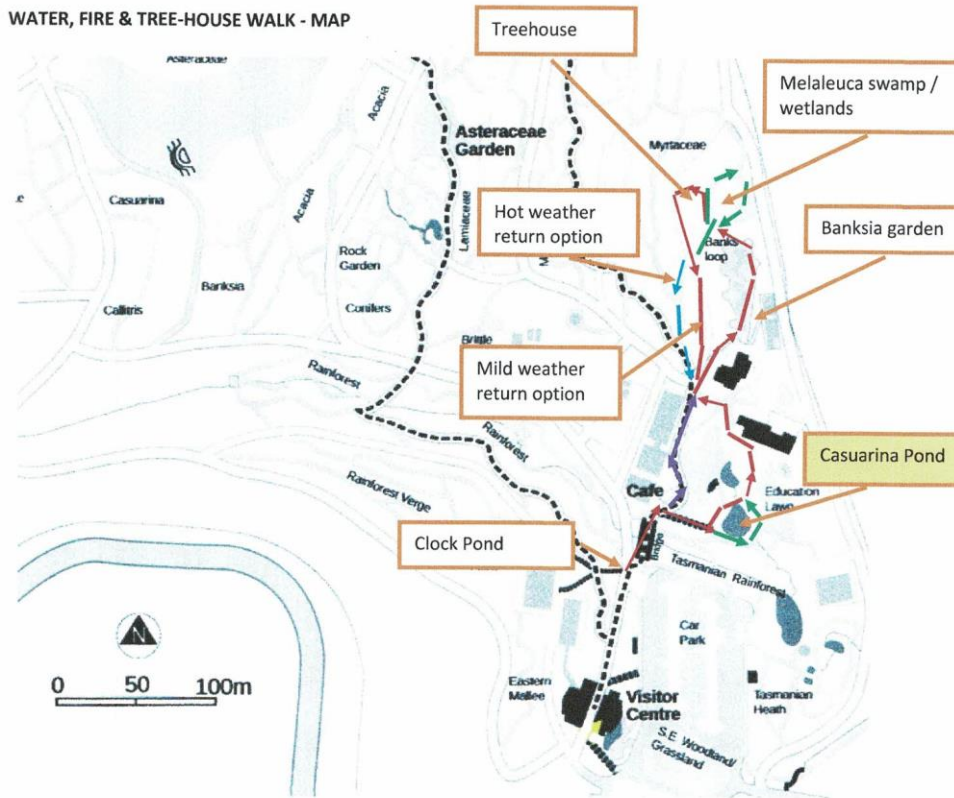 WATER, FIRE & TREE-HOUSE WALK - MAP
Treehouse
Melaleuca swamp /
wetlands
Asteraceae
Acacia
Asteraceae
Garden
Myrtaceae
Casuarina
Acacia
Lamiaceae
Hot weather
return option
Banksia garden
Rock
Garden
Banks
loop
Banksia
Callitris
Conifers
Mild weather
return option
Rainforest
Rainforest
Casuarina Pond
Rainforest Verge
Cafe
Education
Lawn
Clock Pond
Bridge
Tasmanian Rainforest
N
Car
Park
0 50 100m
Eastern
Mallee
Visitor
Centre
Tasmanian
Heath
S.E. Woodland/
Grassland